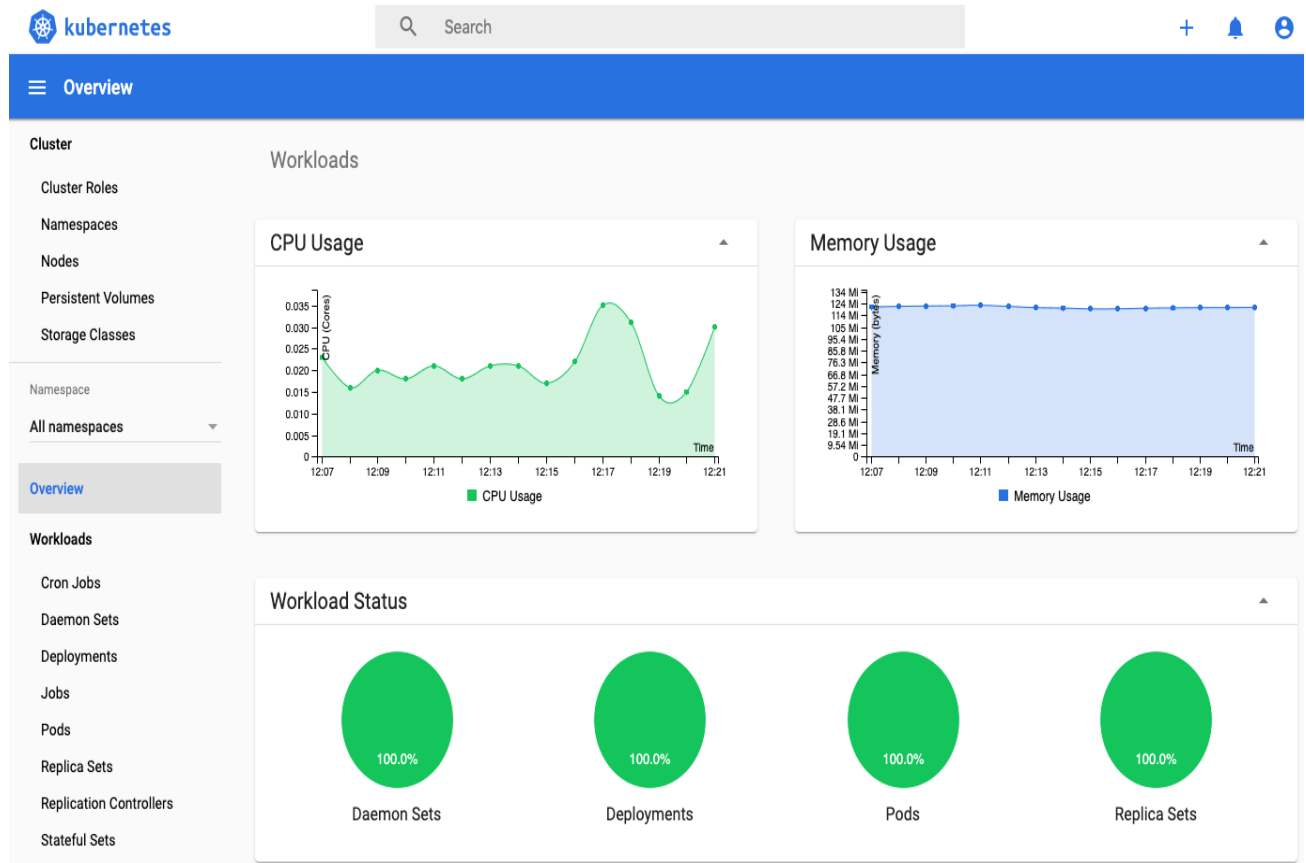 kubernetes
Search
Overview
Cluster
Cluster Roles
Namespaces
Nodes
Persistent Volumes
Storage Classes
Namespace
All namespaces
Overview
Workloads
Cron Jobs
Daemon Sets
Deployments
Jobs
Pods
Replica Sets
Replication Controllers
Stateful Sets
Workloads
CPU Usage
CPU (Cores)
0.035
0.030
0.025
0.020
0.015
0.010
0.005
0
Time
12:07 12:09 12:11 12:13 12:15 12:17 12:19 12:21
CPU Usage
Memory Usage
Memory (bytes)
134 Mi
124 Mi
114 Mi
105 Mi
95.4 Mi
85.8 Mi
76.3 Mi
66.8 Mi
57.2 Mi
47.7 Mi
38.1 Mi
28.6 Mi
19.1 Mi
9.54 Mi
0
Time
12:07 12:09 12:11 12:13 12:15 12:17 12:19 12:21
Memory Usage
Workload Status
100.0% 100.0% 100.0% 100.0%
Daemon Sets Deployments Pods Replica Sets